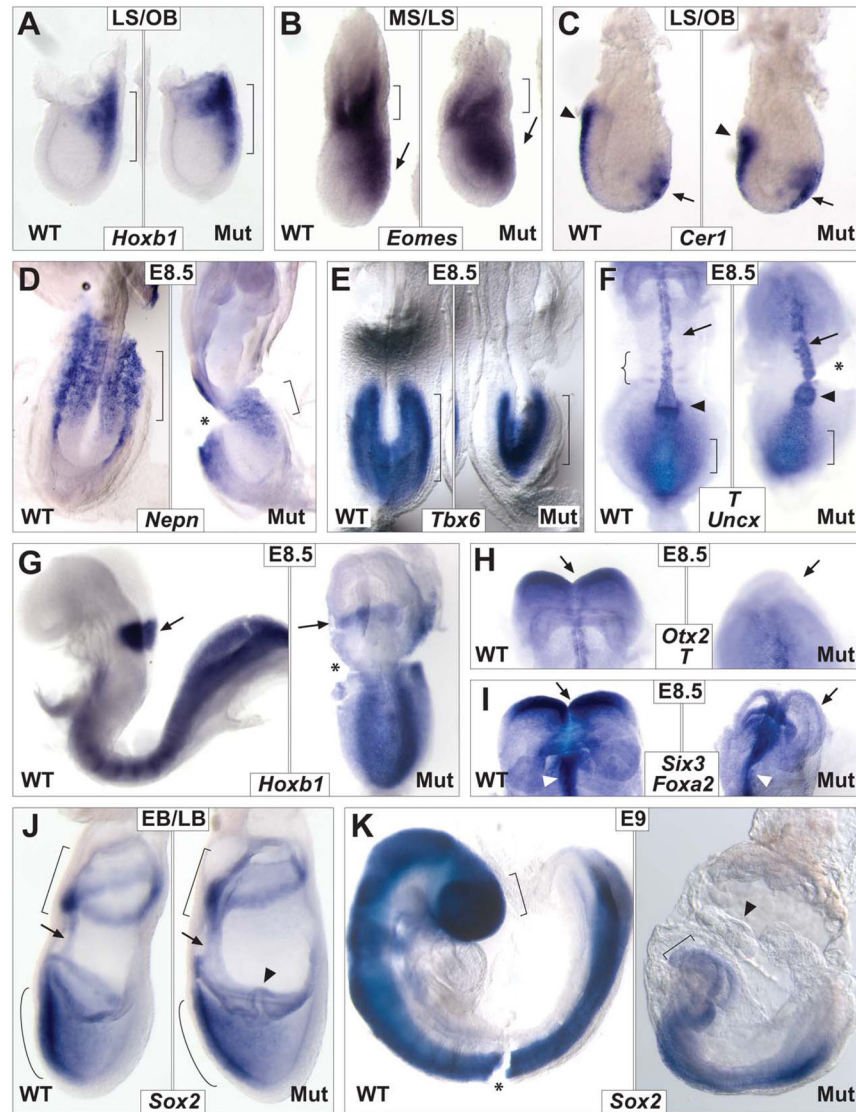 A LS/OB WT Hoxb1 Mut
B MS/LS WT Eomes Mut
C LS/OB WT Cer1 Mut
D E8.5 * WT Nepn Mut
E E8.5 WT Tbx6 Mut
F E8.5 * WT T Uncx Mut
G E8.5 * WT Hoxb1 Mut
H E8.5 WT Otx2 T Mut
I E8.5 WT Six3 Foxa2 Mut
J EB/LB WT Sox2 Mut
K E9 WT * Sox2 Mut